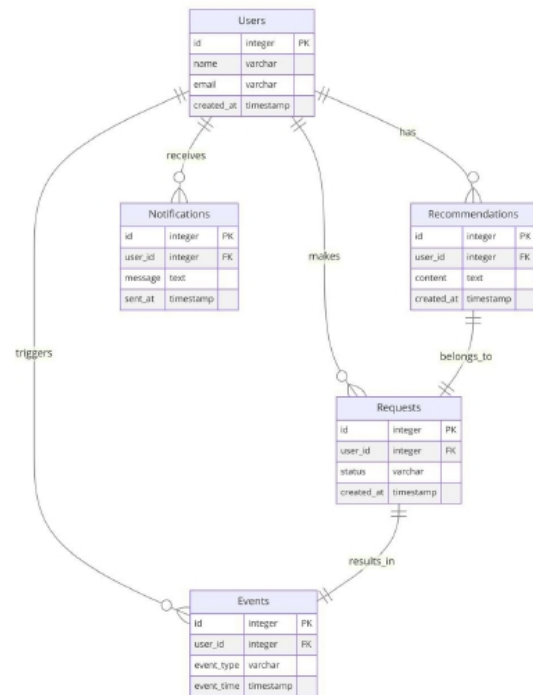 Users
id integer PK
name varchar
email varchar
created_at timestamp
has
receives
Notifications
id integer PK
user_id integer FK
message text
sent_at timestamp
Recommendations
id integer PK
user_id integer FK
content text
created_at timestamp
makes
triggers
belongs_to
Requests
id integer PK
user_id integer FK
status varchar
created_at timestamp
results_in
Events
id integer PK
user_id integer FK
event_type varchar
event_time timestamp